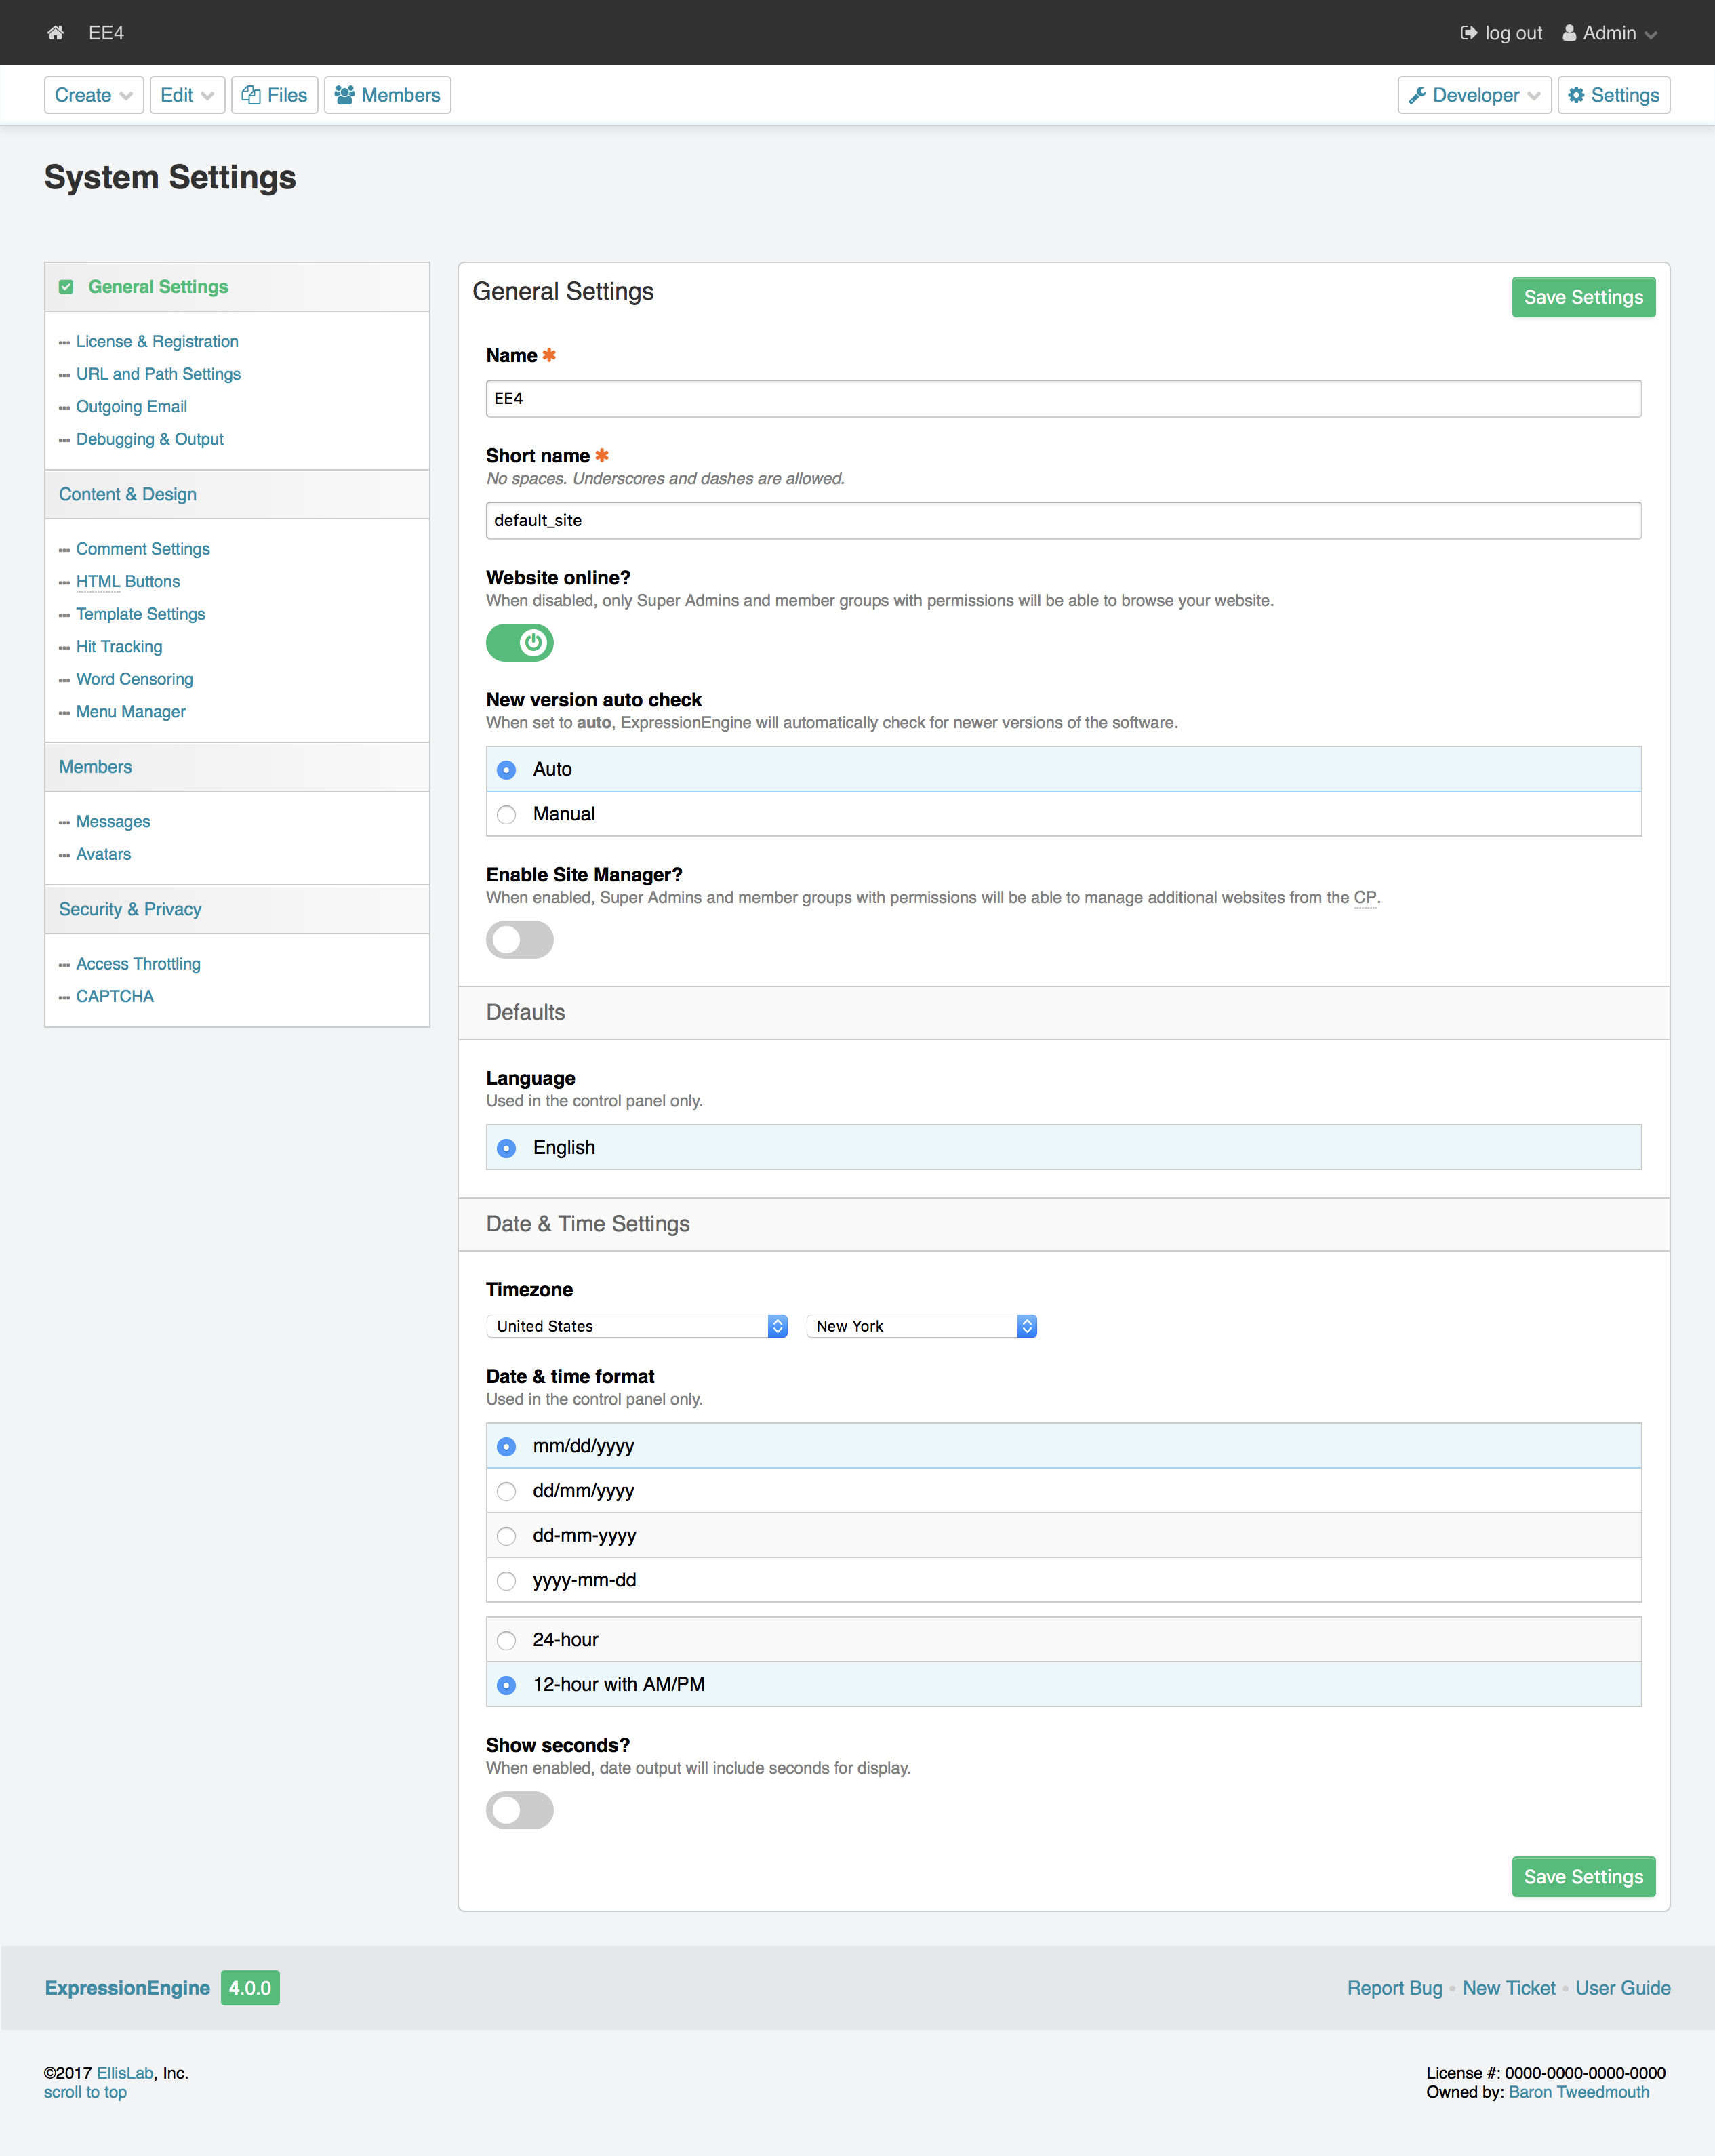 EE4
log out
Admin
Create
Edit
Files
Members
Developer
Settings
System Settings
General Settings
License & Registration
URL and Path Settings
Outgoing Email
Debugging & Output
Content & Design
Comment Settings
HTML Buttons
Template Settings
Hit Tracking
Word Censoring
Menu Manager
Members
Messages
Avatars
Security & Privacy
Access Throttling
CAPTCHA
General Settings
Save Settings
Name *
EE4
Short name *
No spaces. Underscores and dashes are allowed.
default_site
Website online?
When disabled, only Super Admins and member groups with permissions will be able to browse your website.
New version auto check
When set to auto, ExpressionEngine will automatically check for newer versions of the software.
Auto
Manual
Enable Site Manager?
When enabled, Super Admins and member groups with permissions will be able to manage additional websites from the CP.
Defaults
Language
Used in the control panel only.
English
Date & Time Settings
Timezone
United States
New York
Date & time format
Used in the control panel only.
mm/dd/yyyy
dd/mm/yyyy
dd-mm-yyyy
yyyy-mm-dd
24-hour
12-hour with AM/PM
Show seconds?
When enabled, date output will include seconds for display.
Save Settings
ExpressionEngine 4.0.0
Report Bug • New Ticket • User Guide
©2017 EllisLab, Inc.
scroll to top
License #: 0000-0000-0000-0000
Owned by: Baron Tweedmouth